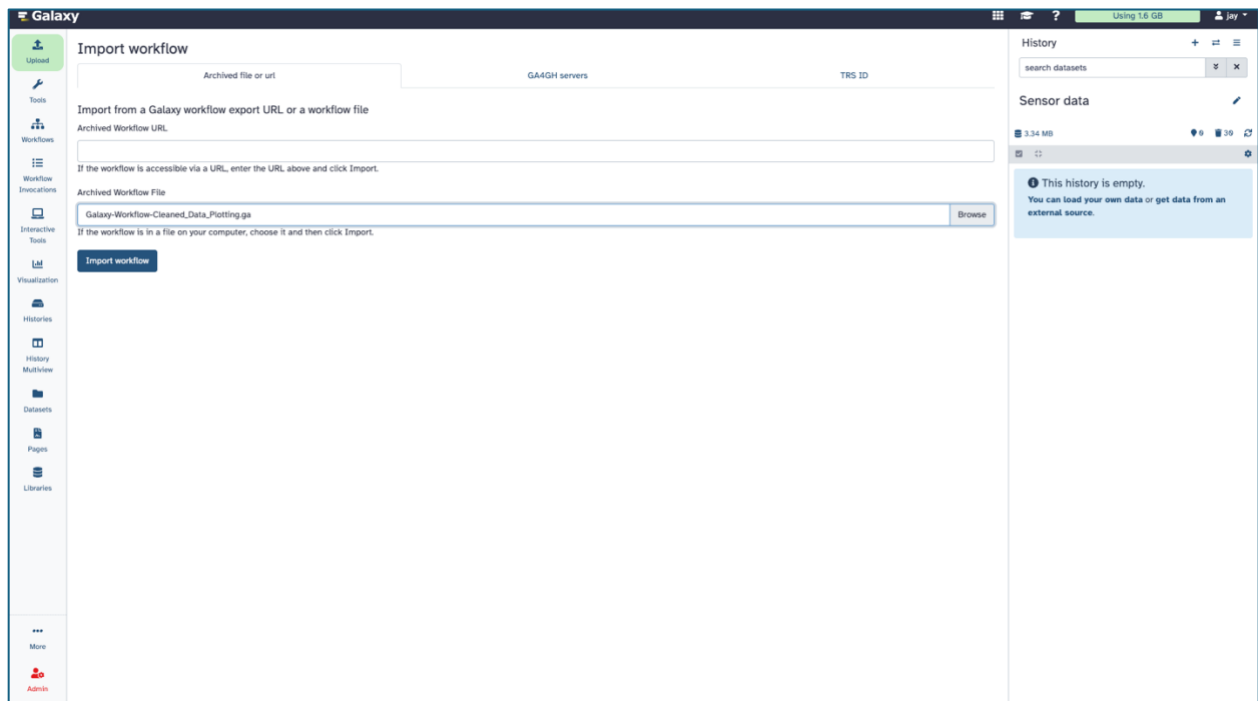 Galaxy
?
Using 1.6 GB
jay
Upload
Tools
Workflows
Workflow
Invocations
Interactive
Tools
Visualization
Histories
History
Multiview
Datasets
Pages
Libraries
More
Admin
Import workflow
Archived file or url
GA4GH servers
TRS ID
Import from a Galaxy workflow export URL or a workflow file
Archived Workflow URL
If the workflow is accessible via a URL, enter the URL above and click Import.
Archived Workflow File
Galaxy-Workflow-Cleaned_Data_Plotting.ga
Browse
If the workflow is in a file on your computer, choose it and then click Import.
Import workflow
History
search datasets
Sensor data
3.34 MB
0
30
This history is empty.
You can load your own data or get data from an
external source.